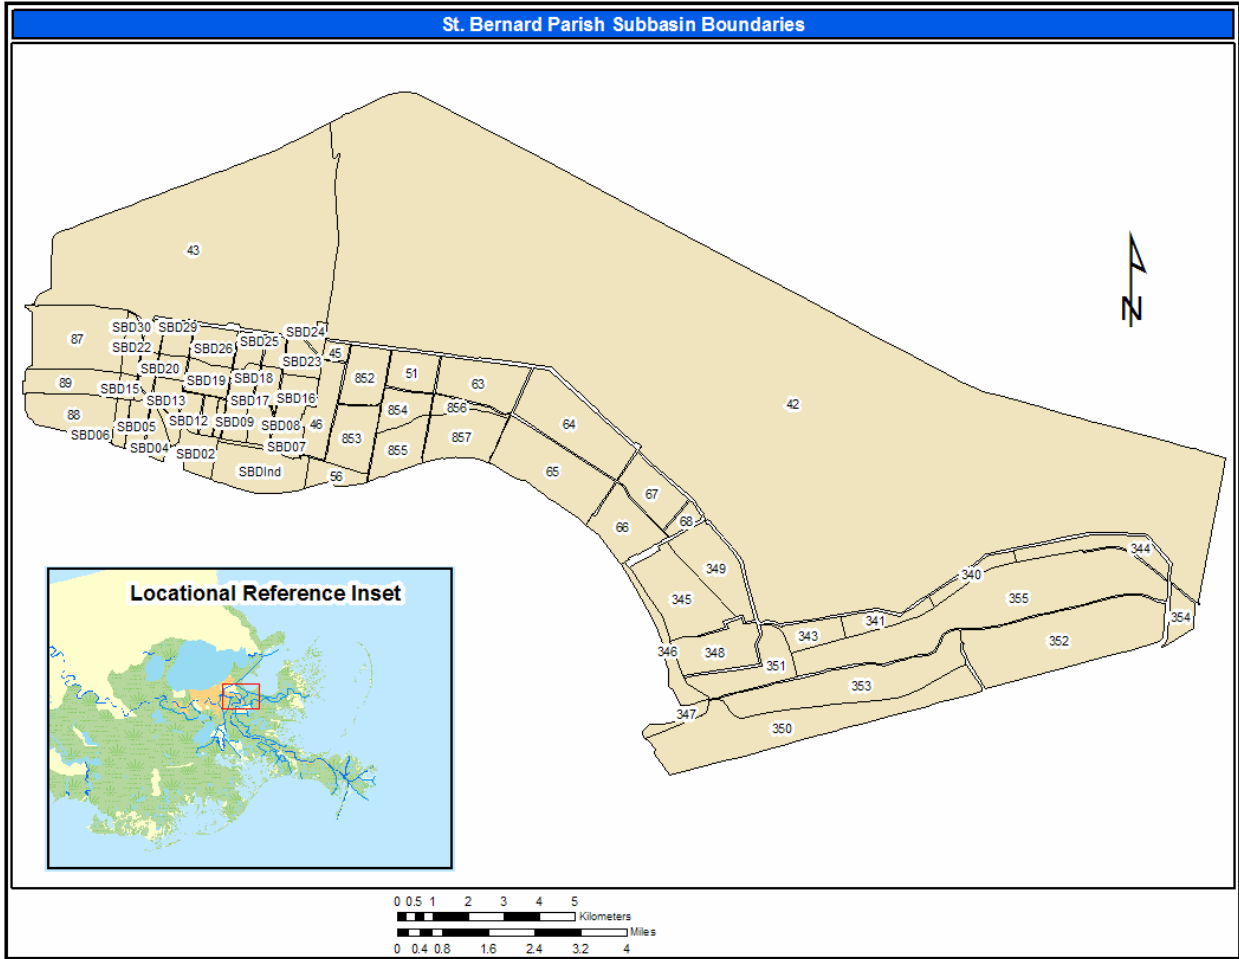 St. Bernard Parish Subbasin Boundaries
43
42
N
87
SBD30
SBD29
SBD24
SBD22
SBD26
SBD25
SBD23
45
SBD20
852
51
63
89
SBD15
SBD19
SBD18
SBD13
SBD17
SBD16
88
854
856
64
SBD06
SBD05
SBD12
SBD09
SBD08
46
853
857
SBD04
SBD02
SBD07
855
SBDInd
56
65
67
66
68
349
345
344
340
355
341
343
354
346
348
351
352
353
347
350
Locational Reference Inset
0 0.5 1 2 3 4 5
Kilometers
Miles
0 0.4 0.8 1.6 2.4 3.2 4